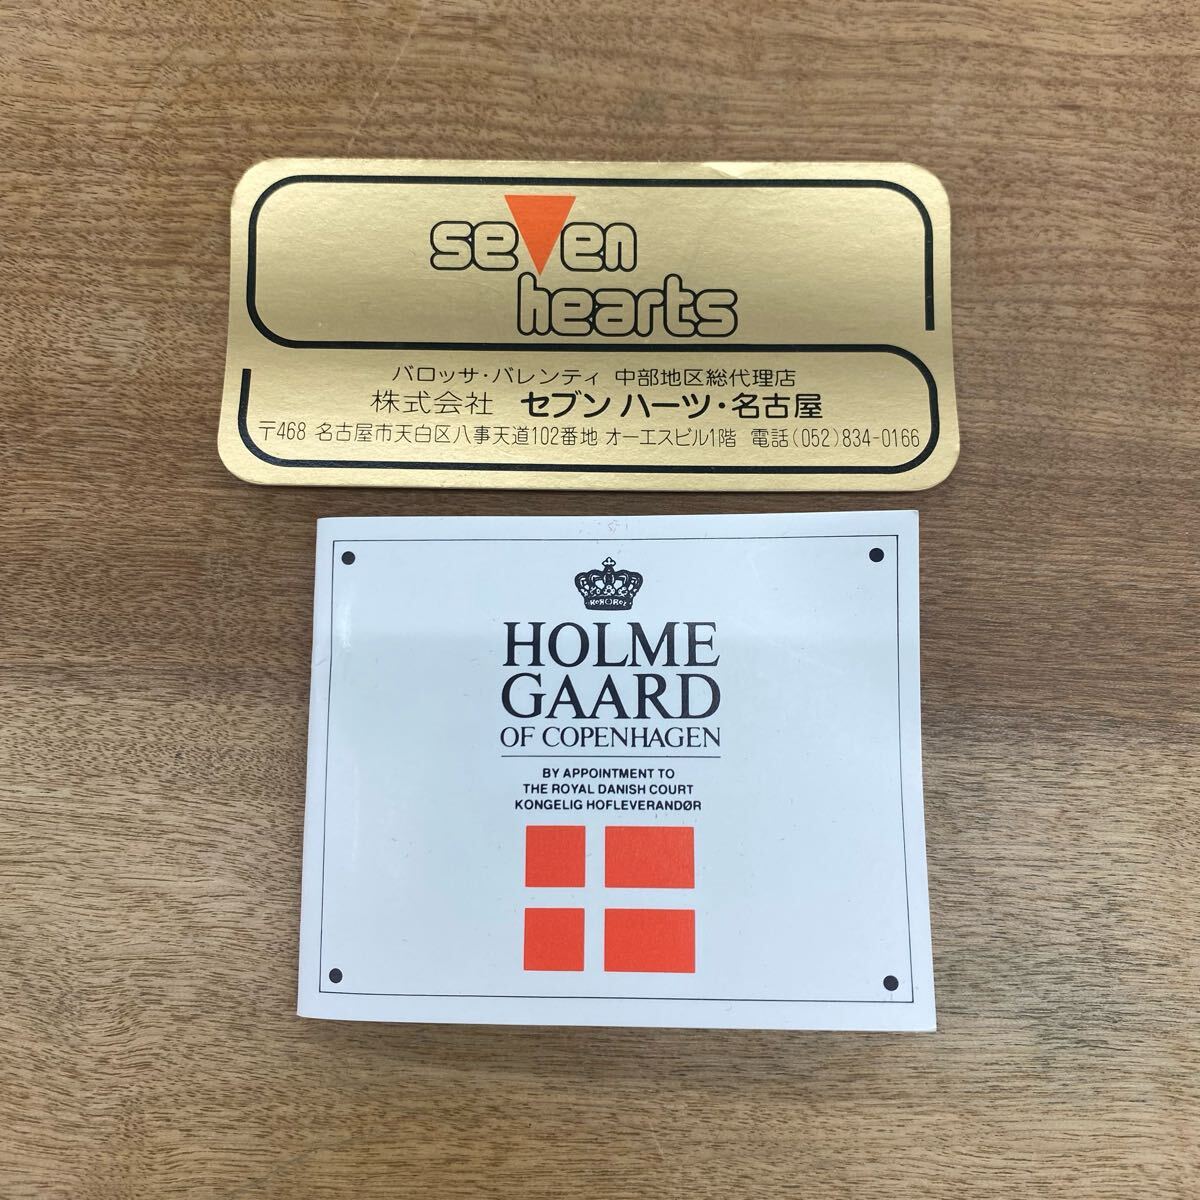 seven
hearts
バロッサ・バレンティ 中部地区総代理店
株式会社 セブン ハーツ・名古屋
〒468 名古屋市天白区八事天道102番地 オーエスビル1階 電話(052)834-0166
HOLME
GAARD
OF COPENHAGEN
BY APPOINTMENT TO
THE ROYAL DANISH COURT
KONGELIG HOFLEVERANDØR